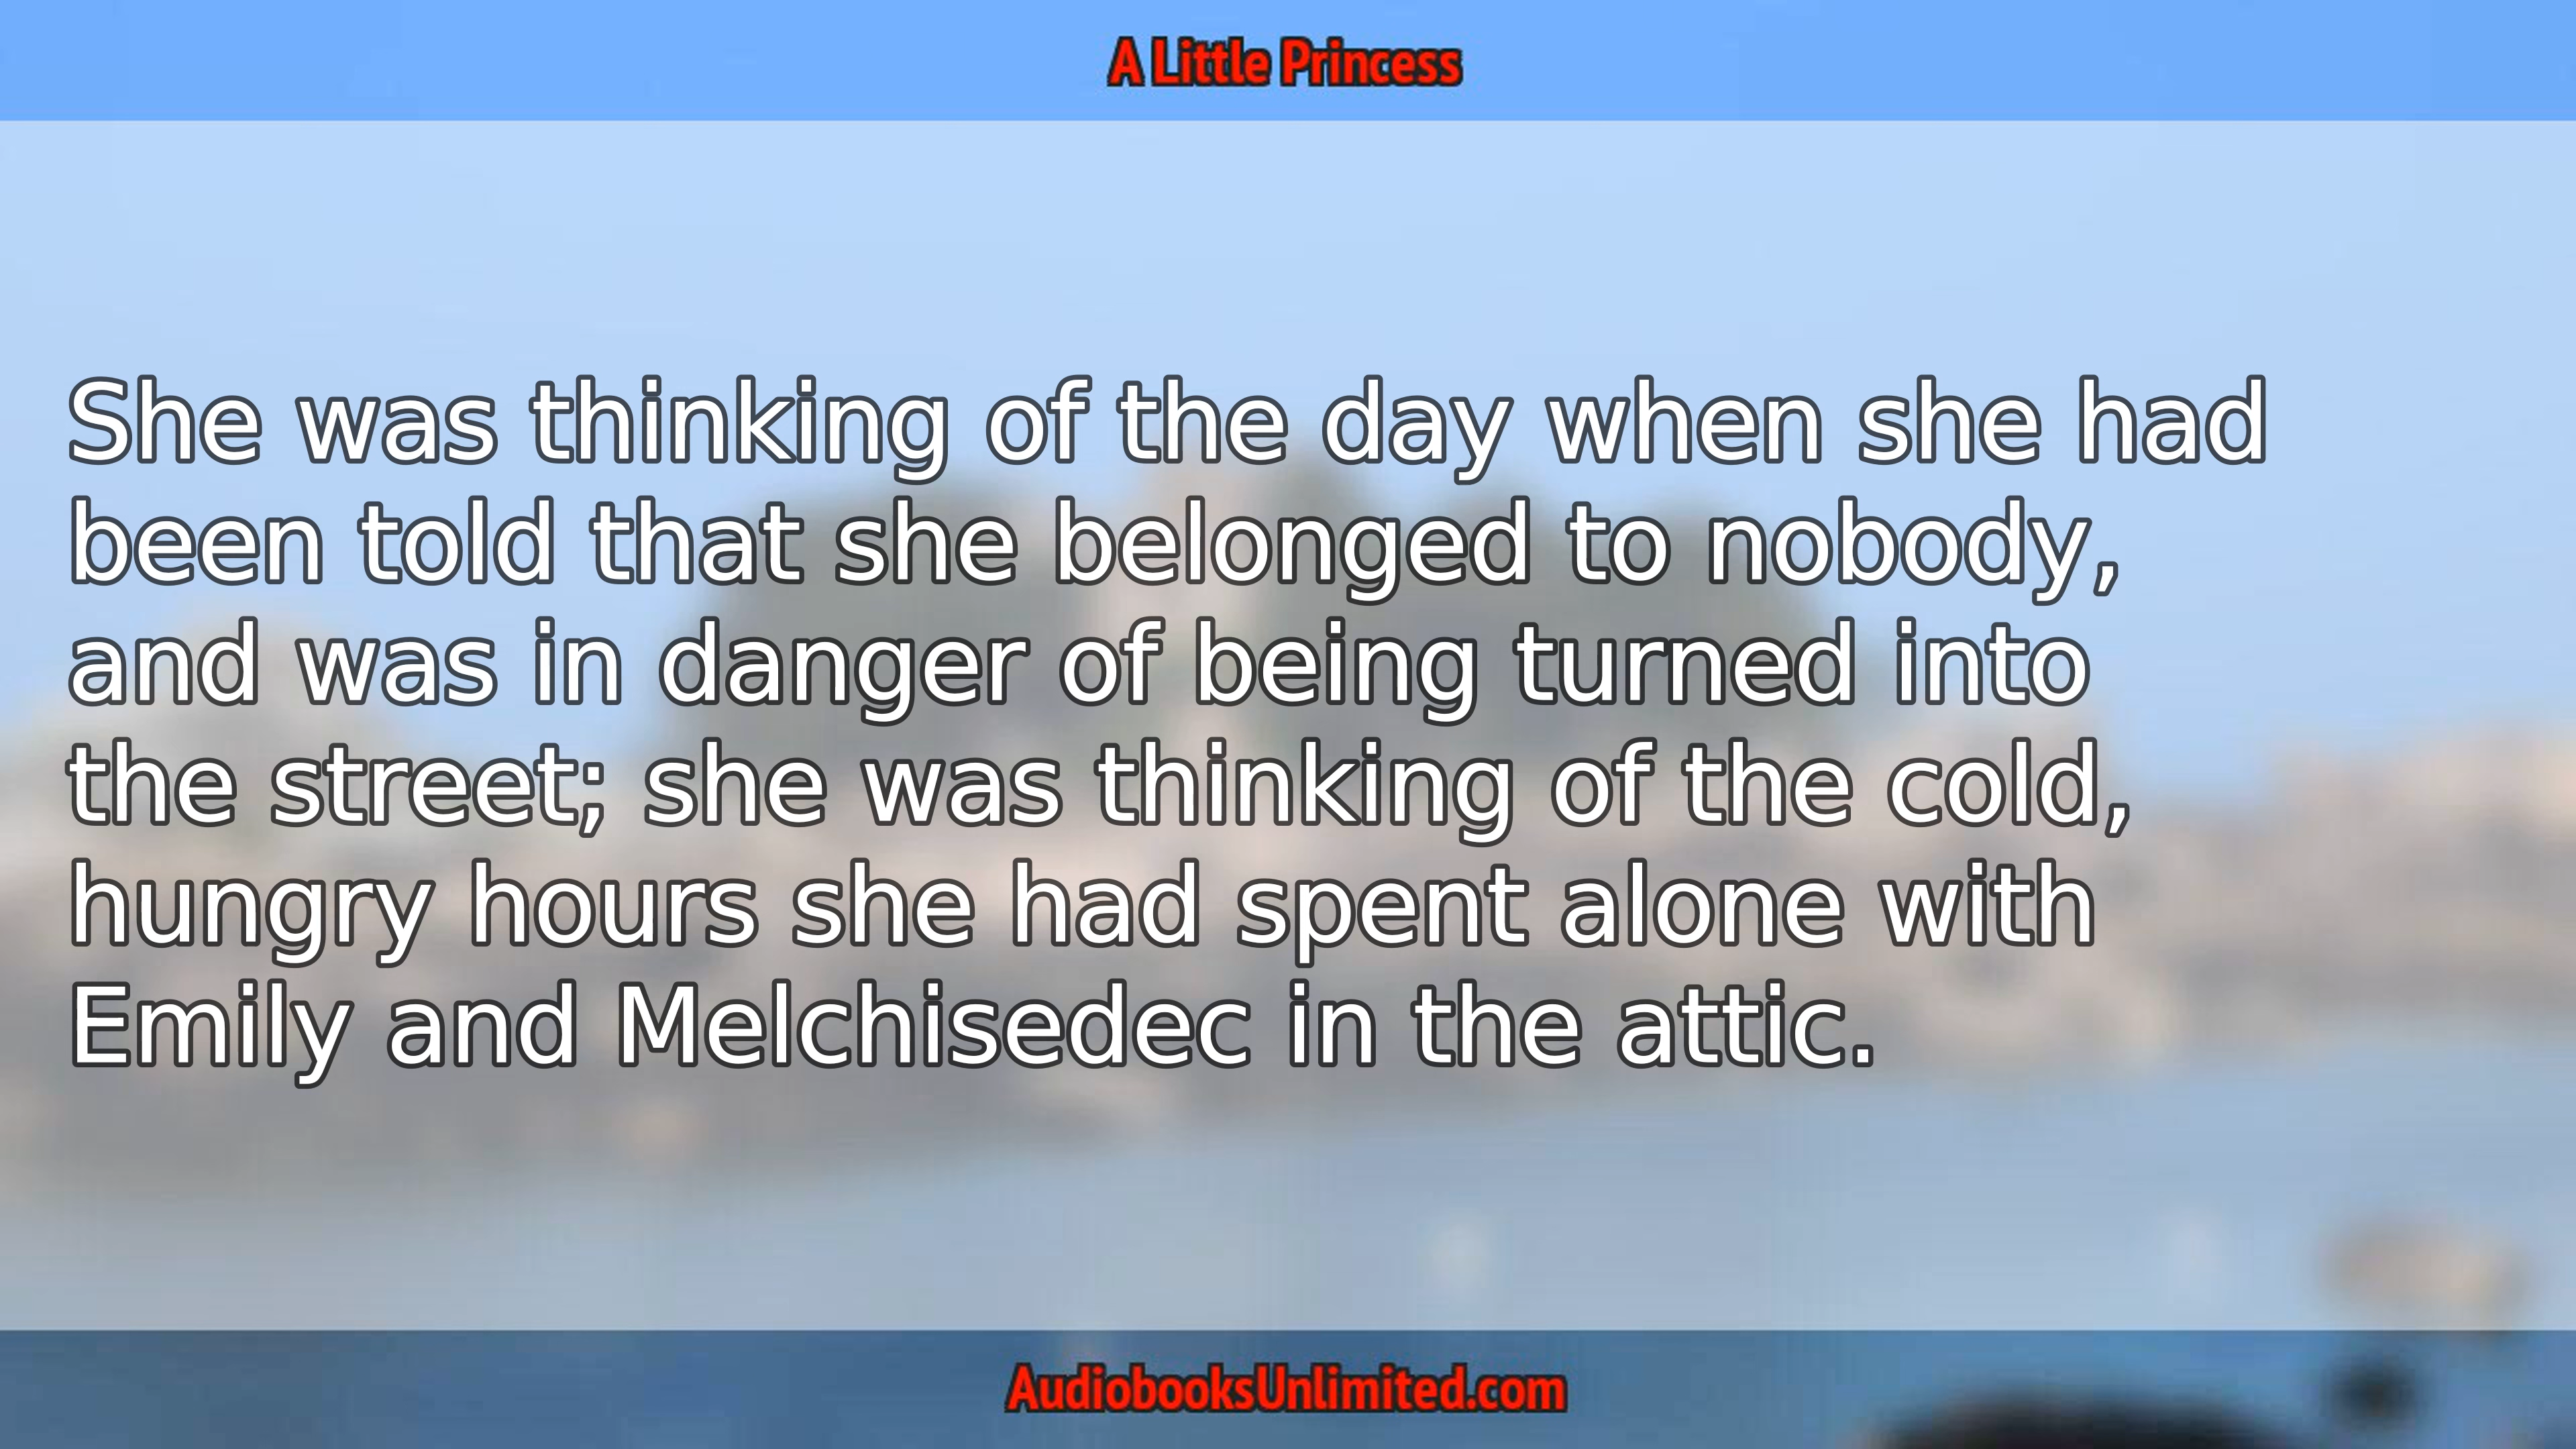 A Little Princess
She was thinking of the day when she had
been told that she belonged to nobody,
and was in danger of being turned into
the street; she was thinking of the cold,
hungry hours she had spent alone with
Emily and Melchisedec in the attic.
AudiobooksUnlimited.com